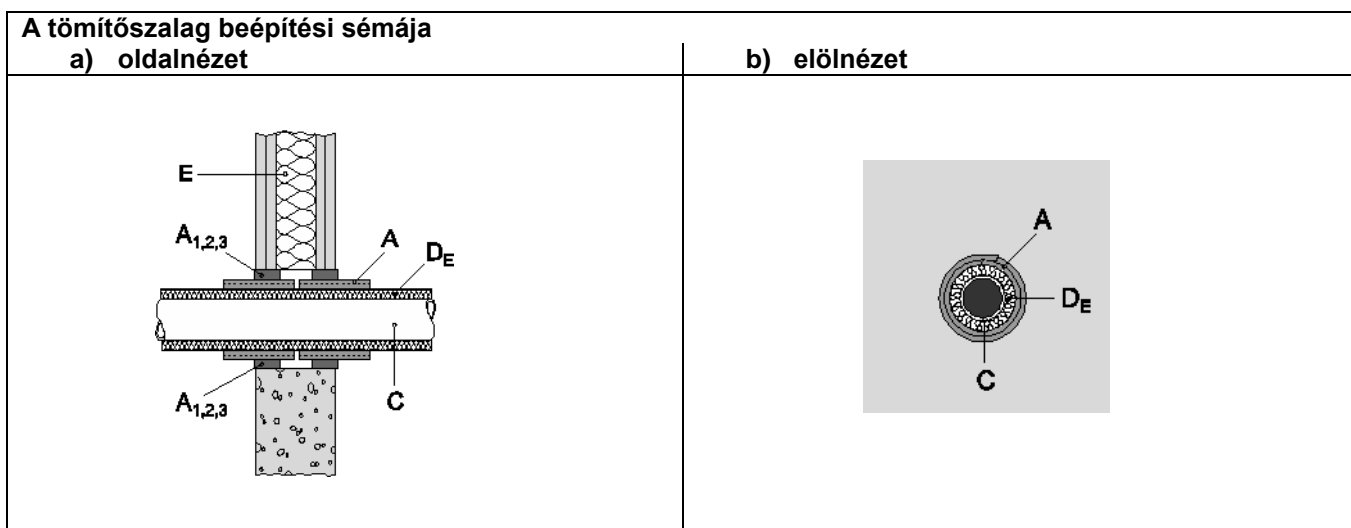 A tömítőszalag beépítési sémája
a) oldalnézet
b) elölnézet
E
A1,2,3
A
DE
A1,2,3
C
A
DE
C